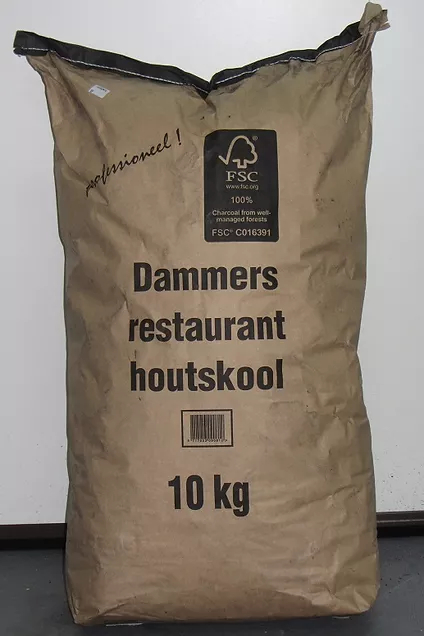 professioneel !
FSC
www.fsc.org
100%
Charcoal from well-
managed forests
FSC® C016391
Dammers
restaurant
houtskool
10 kg